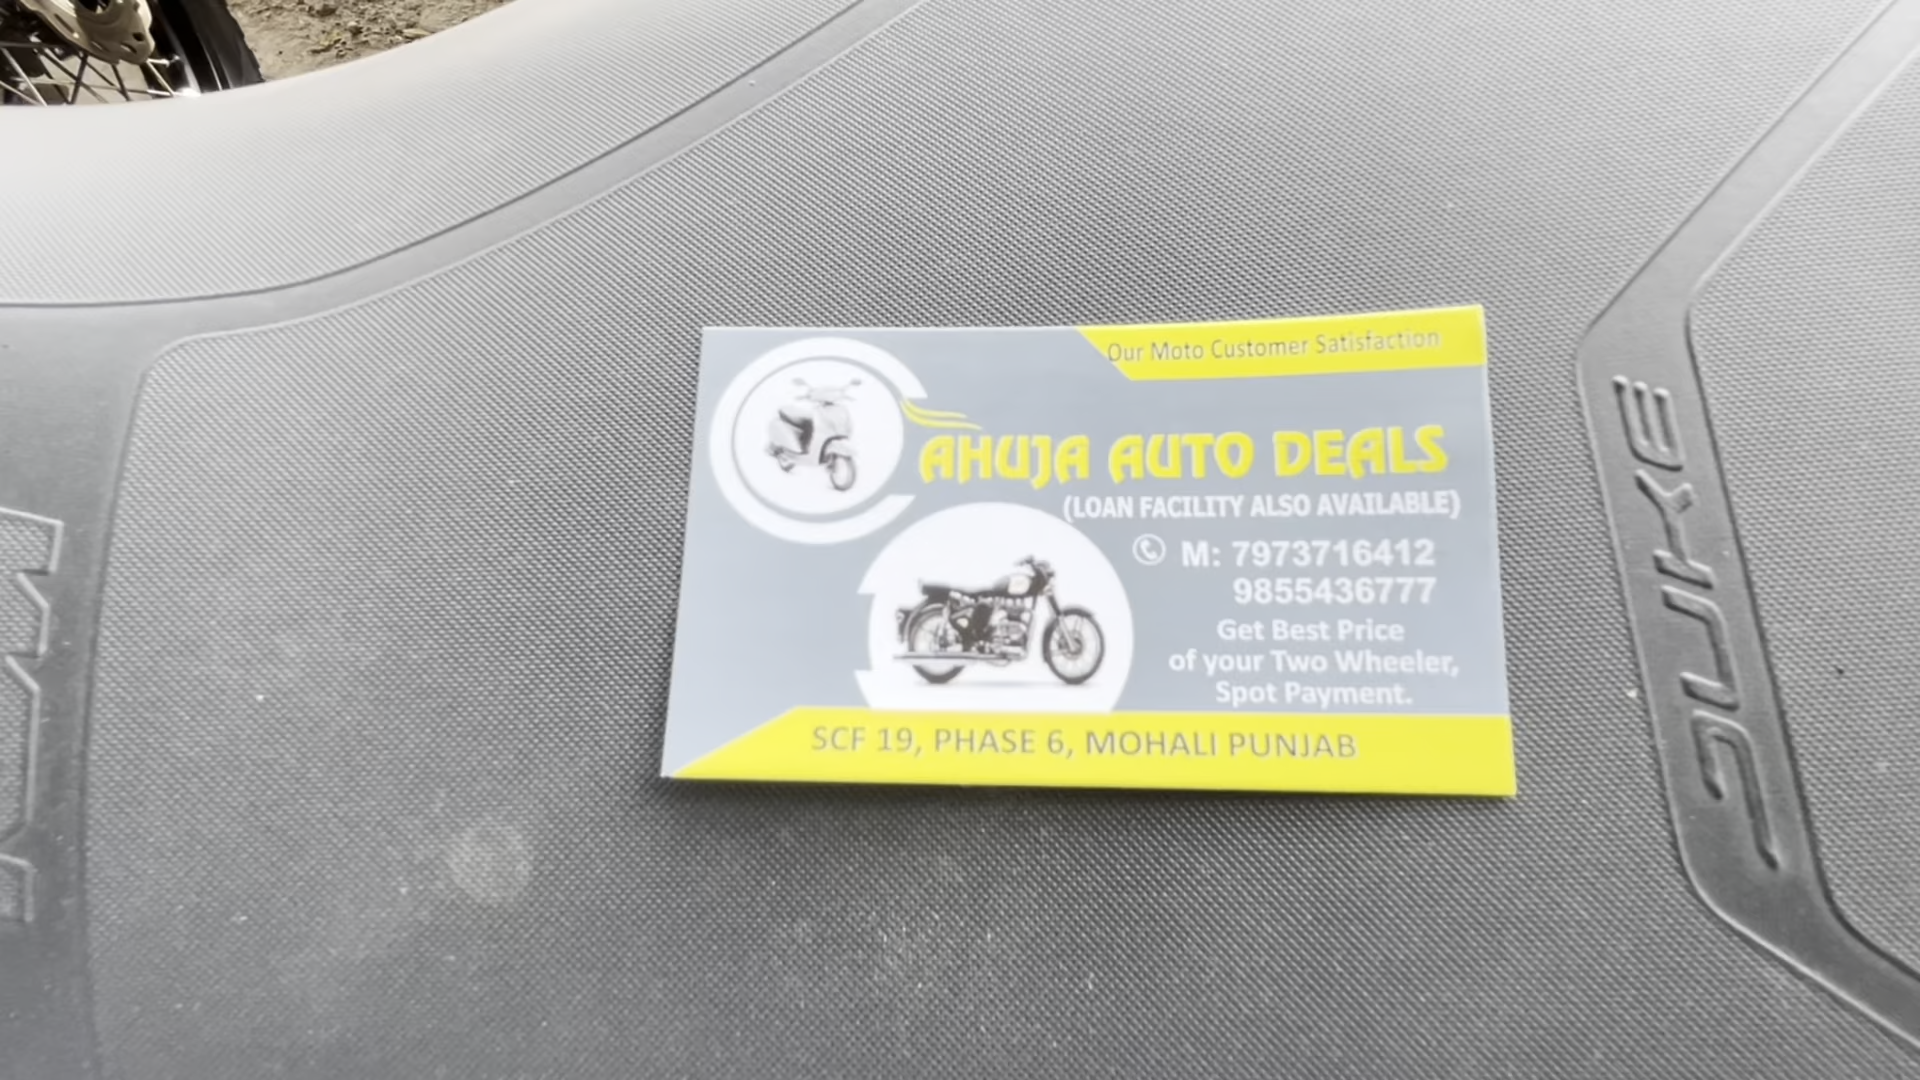 Our Moto Customer Satisfaction
AHUJA AUTO DEALS
(LOAN FACILITY ALSO AVAILABLE)
M: 7973716412
9855436777
Get Best Price
of your Two Wheeler,
Spot Payment.
SCF 19, PHASE 6, MOHALI PUNJAB
DUKE